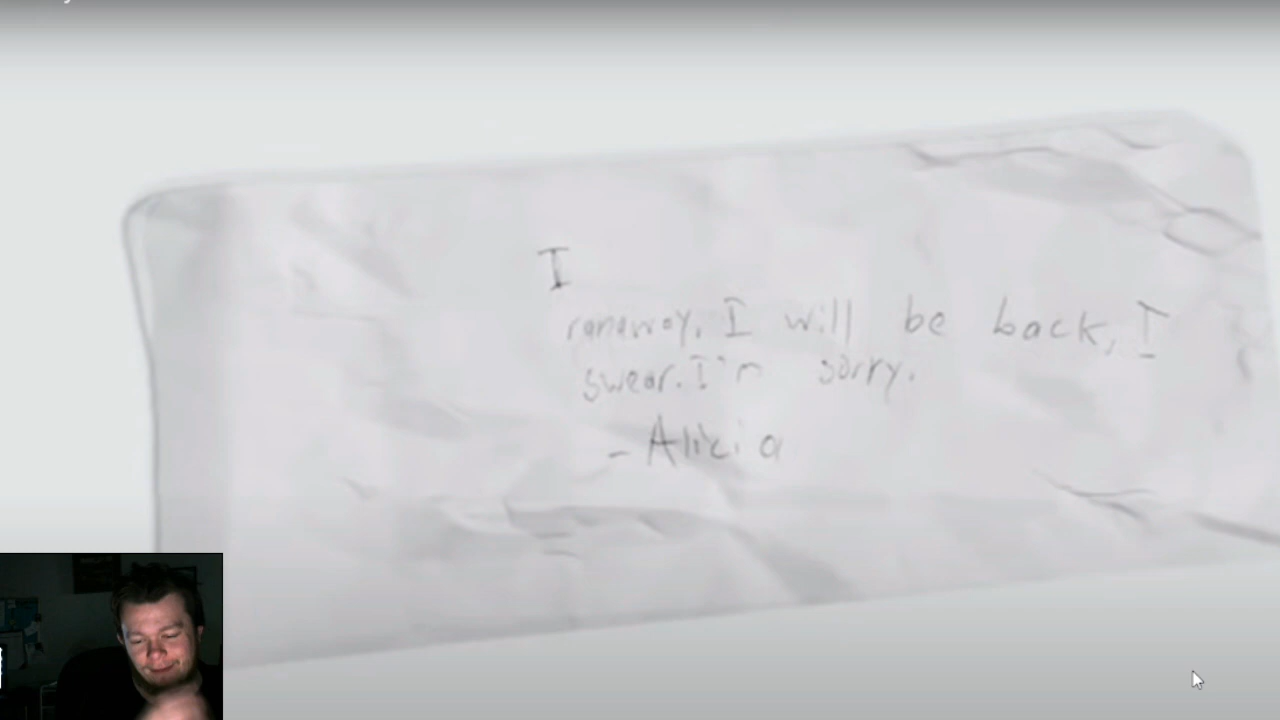 I
ranaway. I will be back, I
swear. I'm sorry.
- Alicia